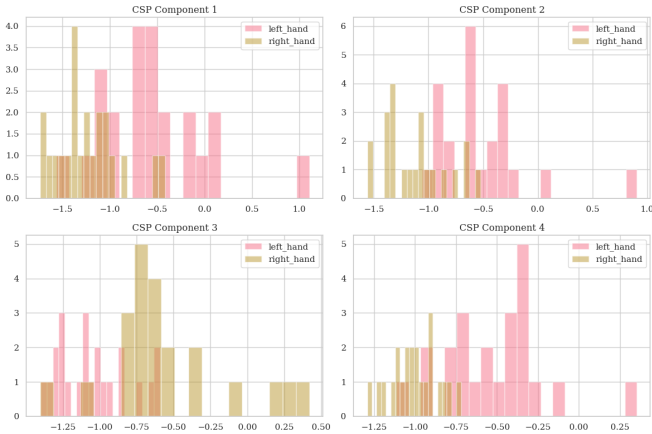 CSP Component 1
left_hand
right_hand
4.0
3.5
3.0
2.5
2.0
1.5
1.0
0.5
0.0
−1.5 −1.0 −0.5 0.0 0.5 1.0
CSP Component 2
left_hand
right_hand
6
5
4
3
2
1
0
−1.5 −1.0 −0.5 0.0 0.5 1.0
CSP Component 3
left_hand
right_hand
5
4
3
2
1
0
−1.25 −1.00 −0.75 −0.50 −0.25 0.00 0.25 0.50
CSP Component 4
left_hand
right_hand
5
4
3
2
1
0
−1.25 −1.00 −0.75 −0.50 −0.25 0.00 0.25